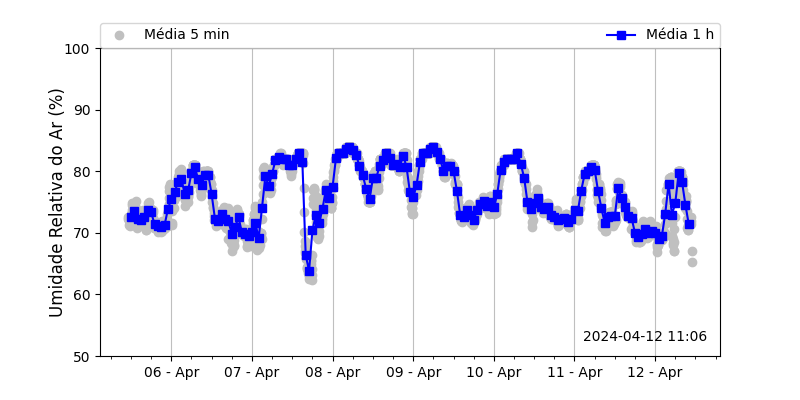 Média 5 min
Média 1 h
Umidade Relativa do Ar (%)
100
90
80
70
60
50
2024-04-12 11:06
06 - Apr
07 - Apr
08 - Apr
09 - Apr
10 - Apr
11 - Apr
12 - Apr